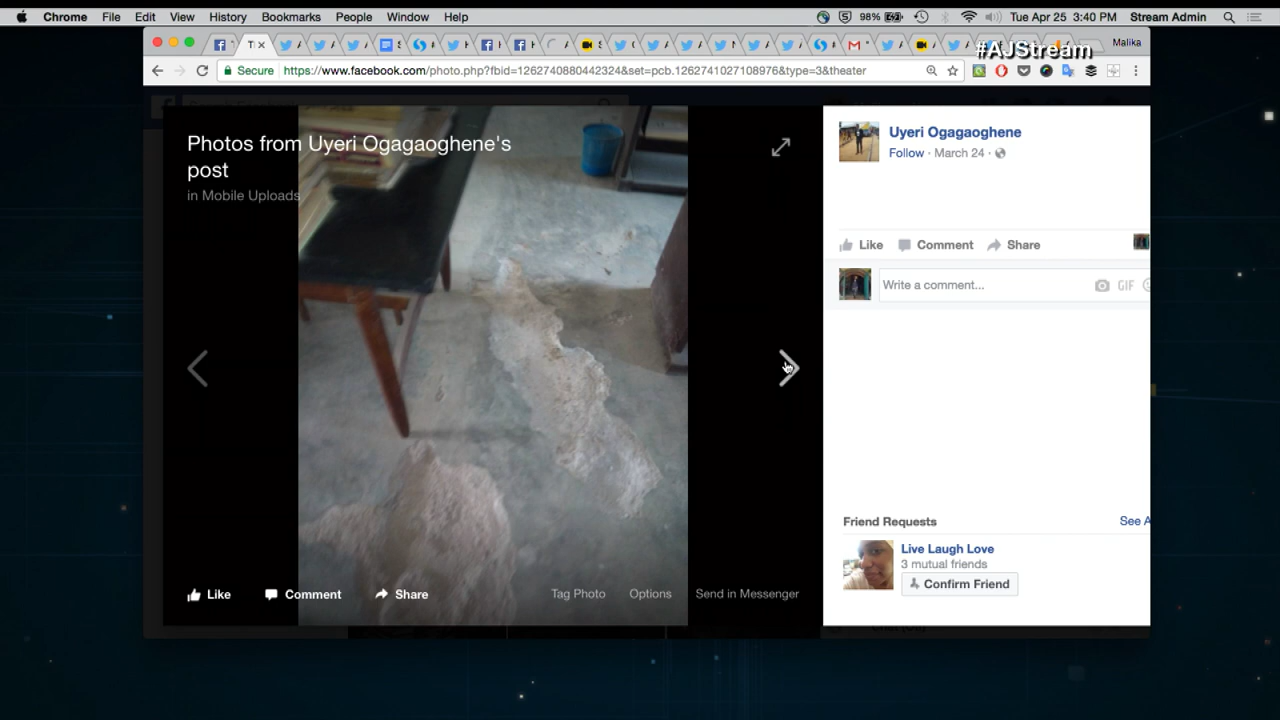 Chrome File Edit View History Bookmarks People Window Help
98% Tue Apr 25 3:40 PM Stream Admin
Malika
#AJStream
Secure https://www.facebook.com/photo.php?fbid=1262740880442324&set=pcb.1262741027108976&type=3&theater
Photos from Uyeri Ogagaoghene's
post
in Mobile Uploads
Uyeri Ogagaoghene
Follow · March 24 ·
Like Comment Share
Write a comment...
GIF
Friend Requests
See A
Live Laugh Love
3 mutual friends
Confirm Friend
Like Comment Share
Tag Photo Options Send in Messenger